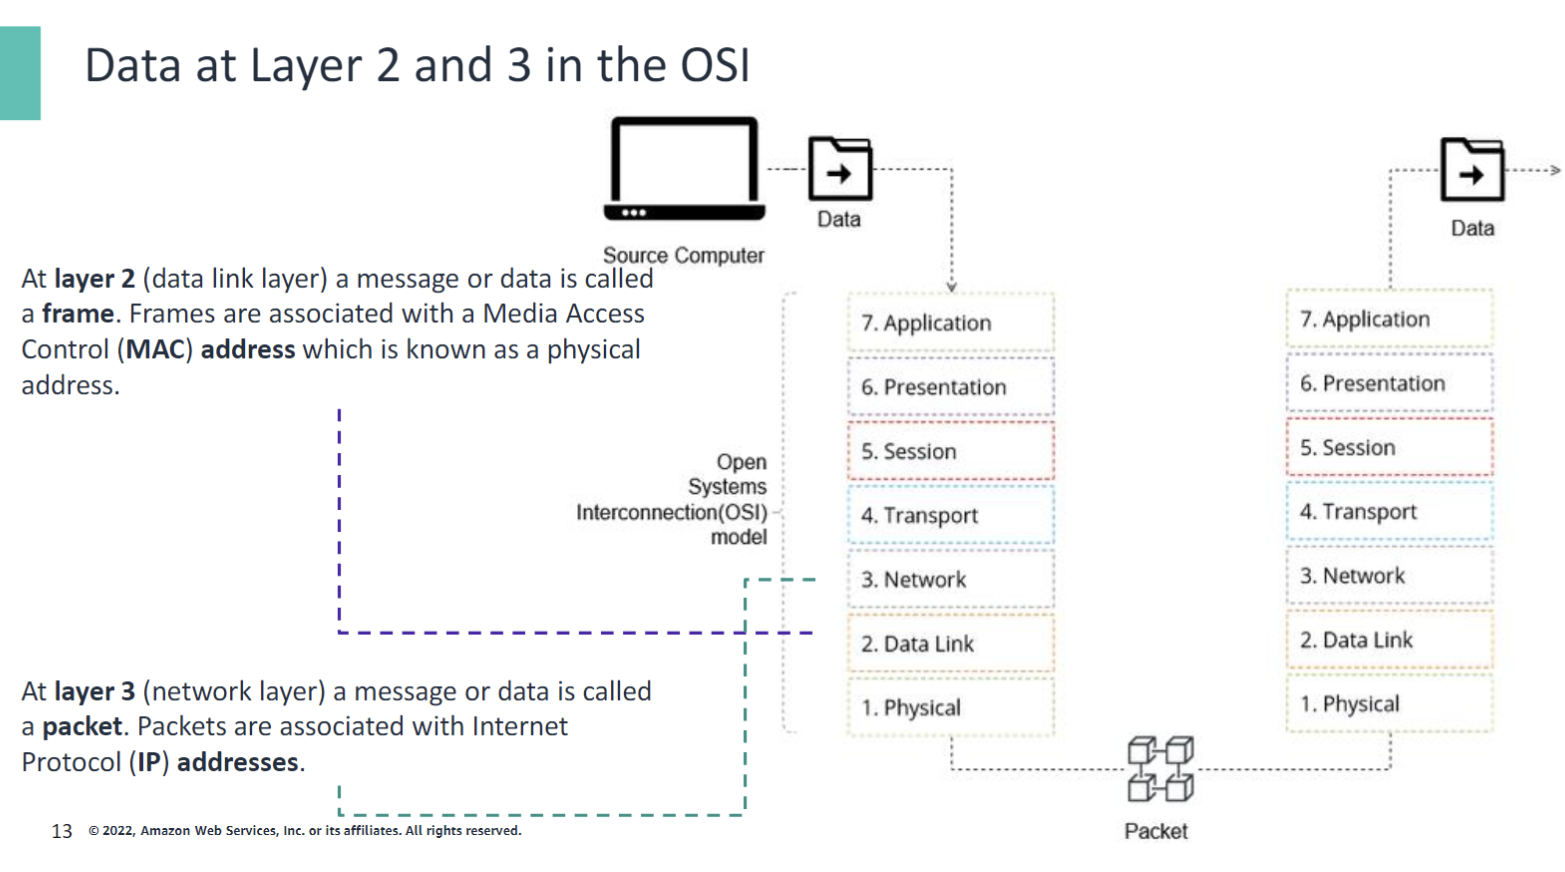 Data at Layer 2 and 3 in the OSI
Source Computer
Data
Data
At layer 2 (data link layer) a message or data is called
a frame. Frames are associated with a Media Access
Control (MAC) address which is known as a physical
address.
Open
Systems
Interconnection(OSI)
model
7. Application
6. Presentation
5. Session
4. Transport
3. Network
2. Data Link
1. Physical
7. Application
6. Presentation
5. Session
4. Transport
3. Network
2. Data Link
1. Physical
At layer 3 (network layer) a message or data is called
a packet. Packets are associated with Internet
Protocol (IP) addresses.
Packet
13 © 2022, Amazon Web Services, Inc. or its affiliates. All rights reserved.